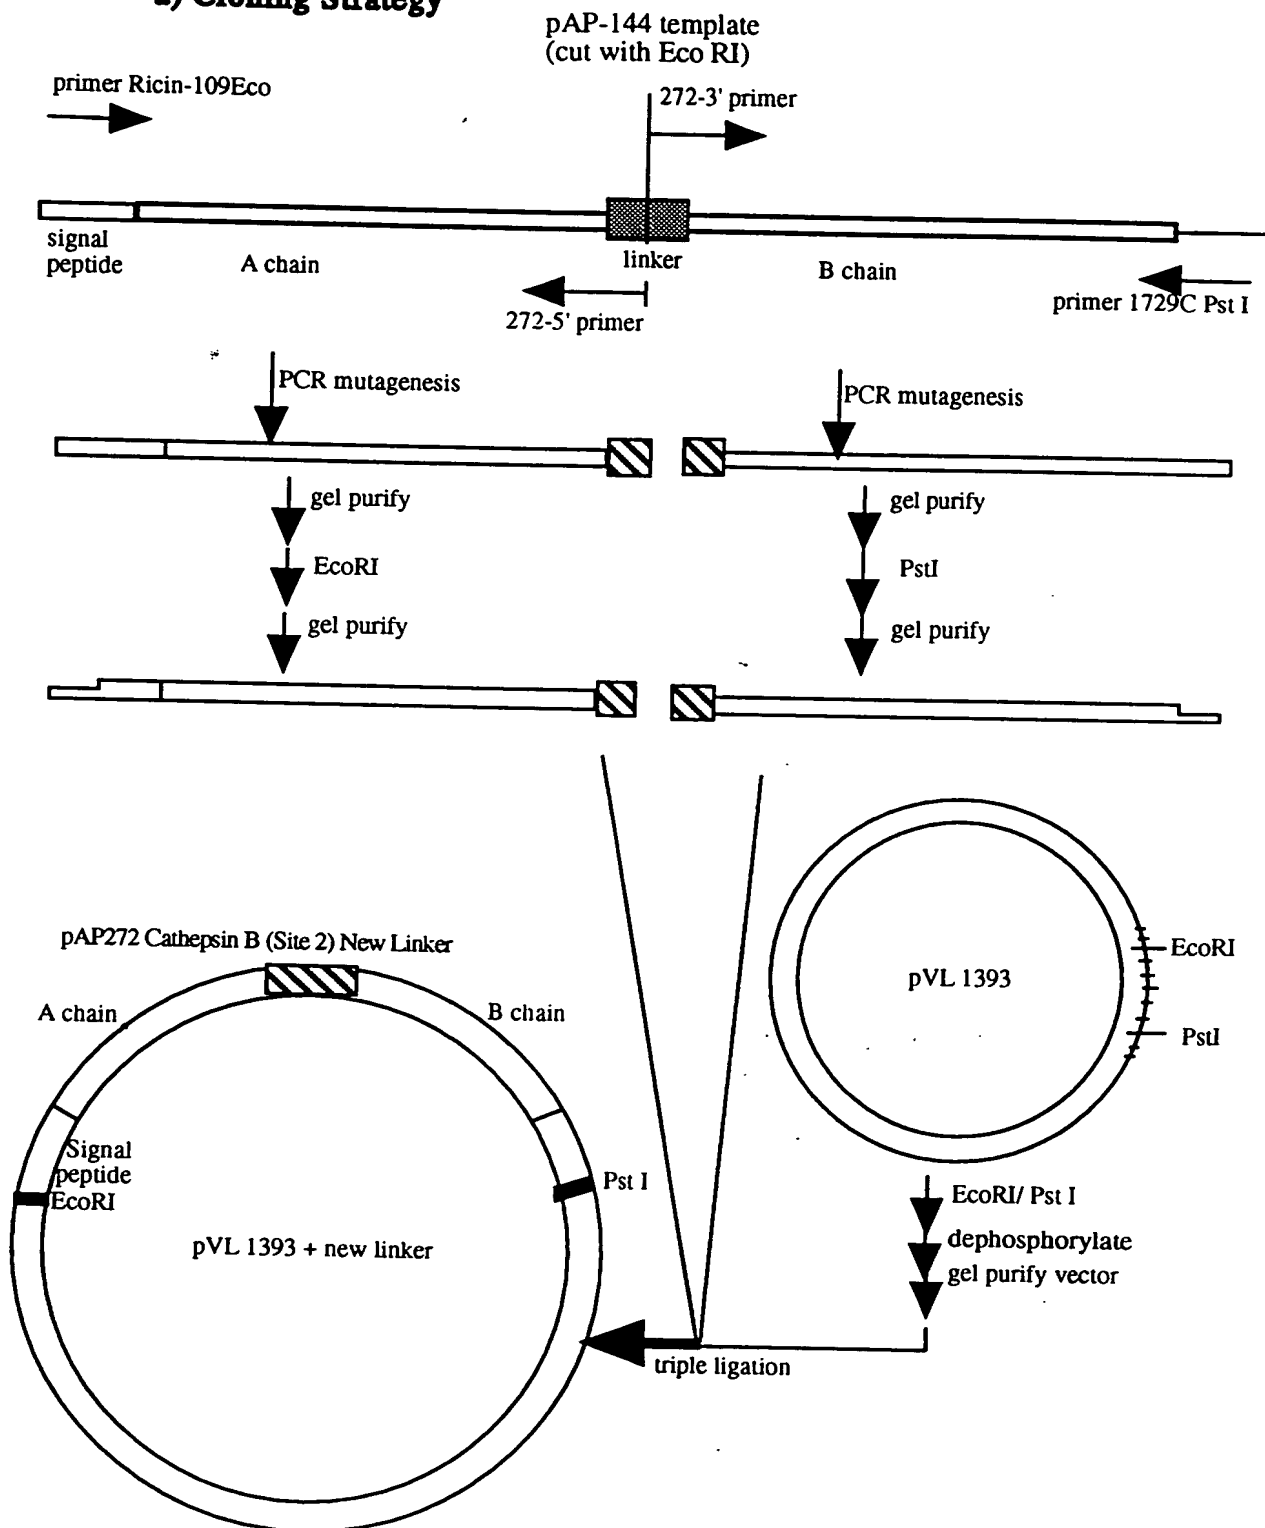 a) Cloning Strategy
pAP-144 template
(cut with Eco RI)
primer Ricin-109Eco
272-3' primer
signal
peptide
A chain
linker
B chain
272-5' primer
primer 1729C Pst I
PCR mutagenesis
PCR mutagenesis
gel purify
gel purify
EcoRI
PstI
gel purify
gel purify
pAP272 Cathepsin B (Site 2) New Linker
A chain
B chain
pVL 1393
EcoRI
PstI
Signal
peptide
EcoRI
Pst I
pVL 1393 + new linker
EcoRI/ Pst I
dephosphorylate
gel purify vector
triple ligation